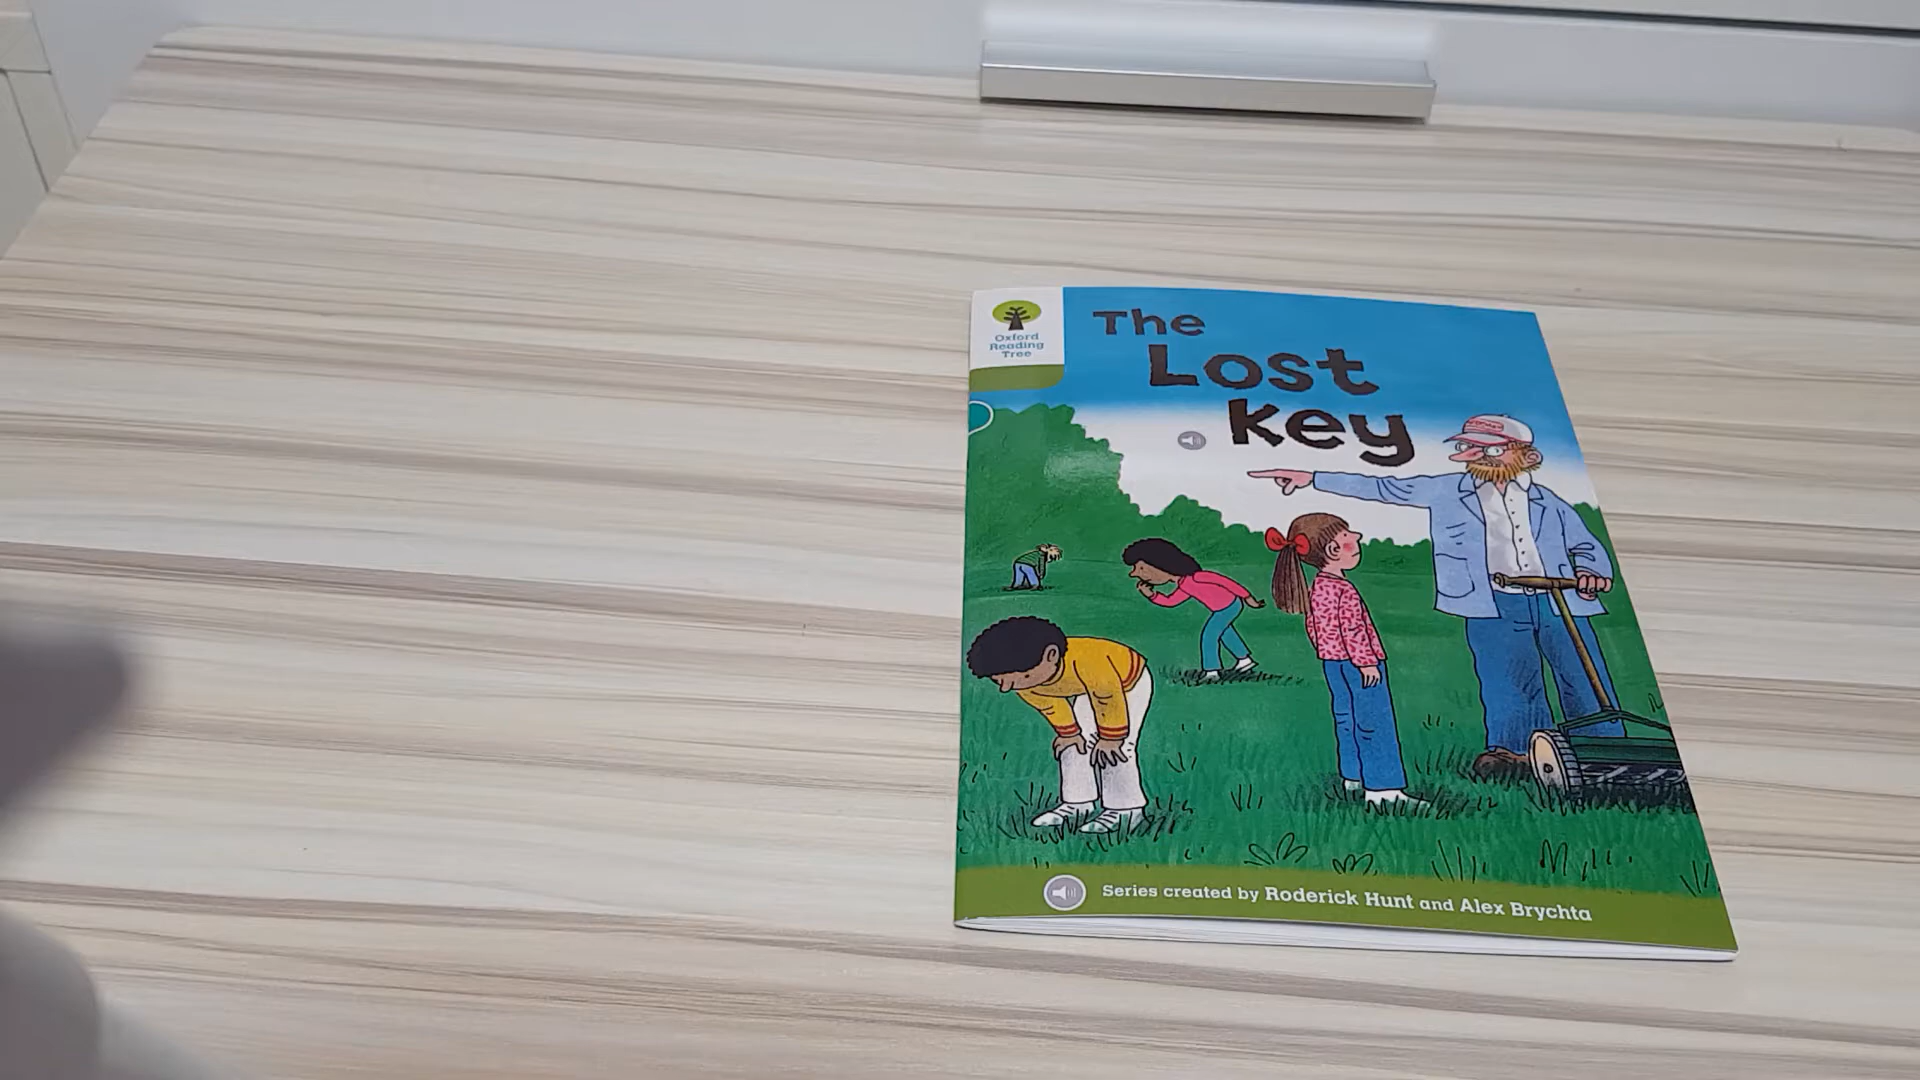 Oxford
Reading
Tree
The
Lost
Key
Series created by Roderick Hunt and Alex Brychta